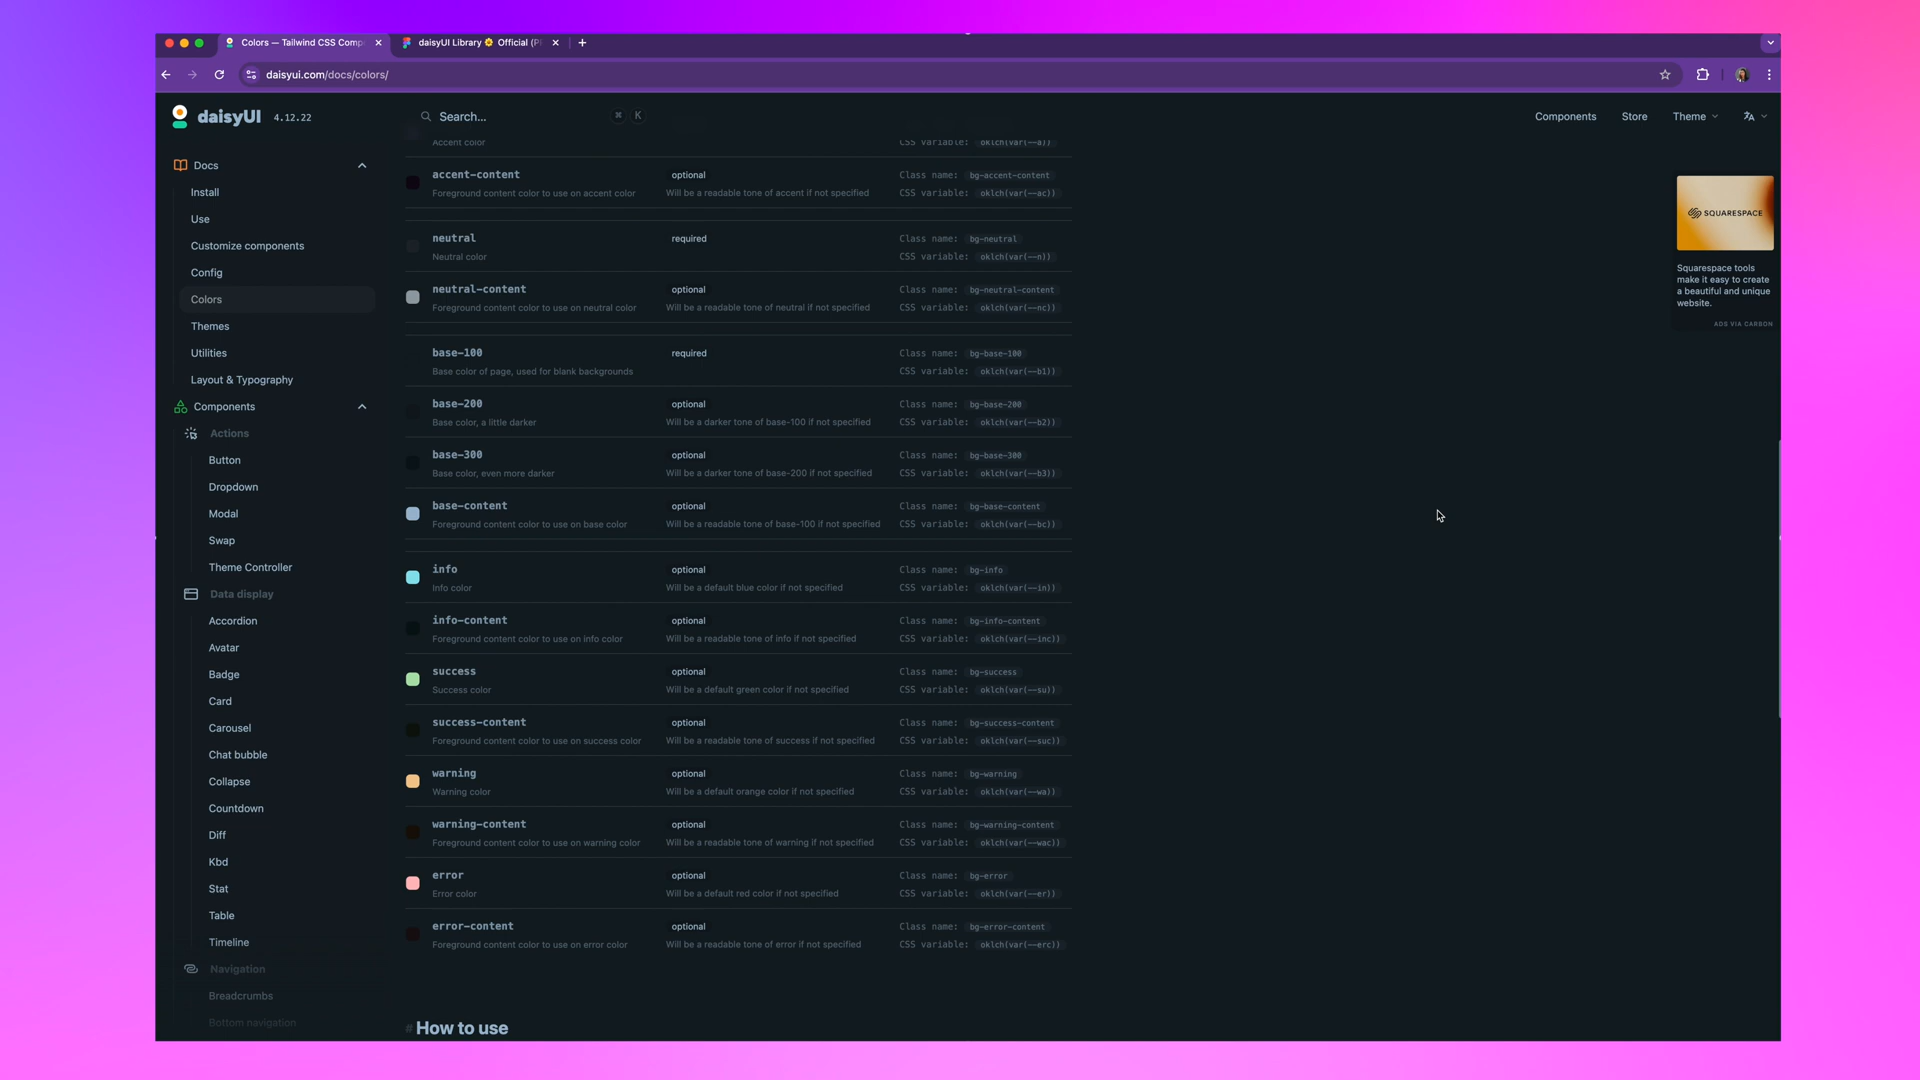 Colors — Tailwind CSS Comp
daisyUI Library 🌼 Official (P
daisyui.com/docs/colors/
daisyUI 4.12.22
Search...
⌘ K
Components
Store
Theme
Docs
Install
Use
Customize components
Config
Colors
Themes
Utilities
Layout & Typography
Components
Actions
Button
Dropdown
Modal
Swap
Theme Controller
Data display
Accordion
Avatar
Badge
Card
Carousel
Chat bubble
Collapse
Countdown
Diff
Kbd
Stat
Table
Timeline
Navigation
Breadcrumbs
Bottom navigation
Accent color CSS variable: oklch(var(--a))
accent-content optional Class name: bg-accent-content
Foreground content color to use on accent color Will be a readable tone of accent if not specified CSS variable: oklch(var(--ac))
neutral required Class name: bg-neutral
Neutral color CSS variable: oklch(var(--n))
neutral-content optional Class name: bg-neutral-content
Foreground content color to use on neutral color Will be a readable tone of neutral if not specified CSS variable: oklch(var(--nc))
base-100 required Class name: bg-base-100
Base color of page, used for blank backgrounds CSS variable: oklch(var(--b1))
base-200 optional Class name: bg-base-200
Base color, a little darker Will be a darker tone of base-100 if not specified CSS variable: oklch(var(--b2))
base-300 optional Class name: bg-base-300
Base color, even more darker Will be a darker tone of base-200 if not specified CSS variable: oklch(var(--b3))
base-content optional Class name: bg-base-content
Foreground content color to use on base color Will be a readable tone of base-100 if not specified CSS variable: oklch(var(--bc))
info optional Class name: bg-info
Info color Will be a default blue color if not specified CSS variable: oklch(var(--in))
info-content optional Class name: bg-info-content
Foreground content color to use on info color Will be a readable tone of info if not specified CSS variable: oklch(var(--inc))
success optional Class name: bg-success
Success color Will be a default green color if not specified CSS variable: oklch(var(--su))
success-content optional Class name: bg-success-content
Foreground content color to use on success color Will be a readable tone of success if not specified CSS variable: oklch(var(--suc))
warning optional Class name: bg-warning
Warning color Will be a default orange color if not specified CSS variable: oklch(var(--wa))
warning-content optional Class name: bg-warning-content
Foreground content color to use on warning color Will be a readable tone of warning if not specified CSS variable: oklch(var(--wac))
error optional Class name: bg-error
Error color Will be a default red color if not specified CSS variable: oklch(var(--er))
error-content optional Class name: bg-error-content
Foreground content color to use on error color Will be a readable tone of error if not specified CSS variable: oklch(var(--erc))
# How to use
SQUARESPACE
Squarespace tools
make it easy to create
a beautiful and unique
website.
ADS VIA CARBON